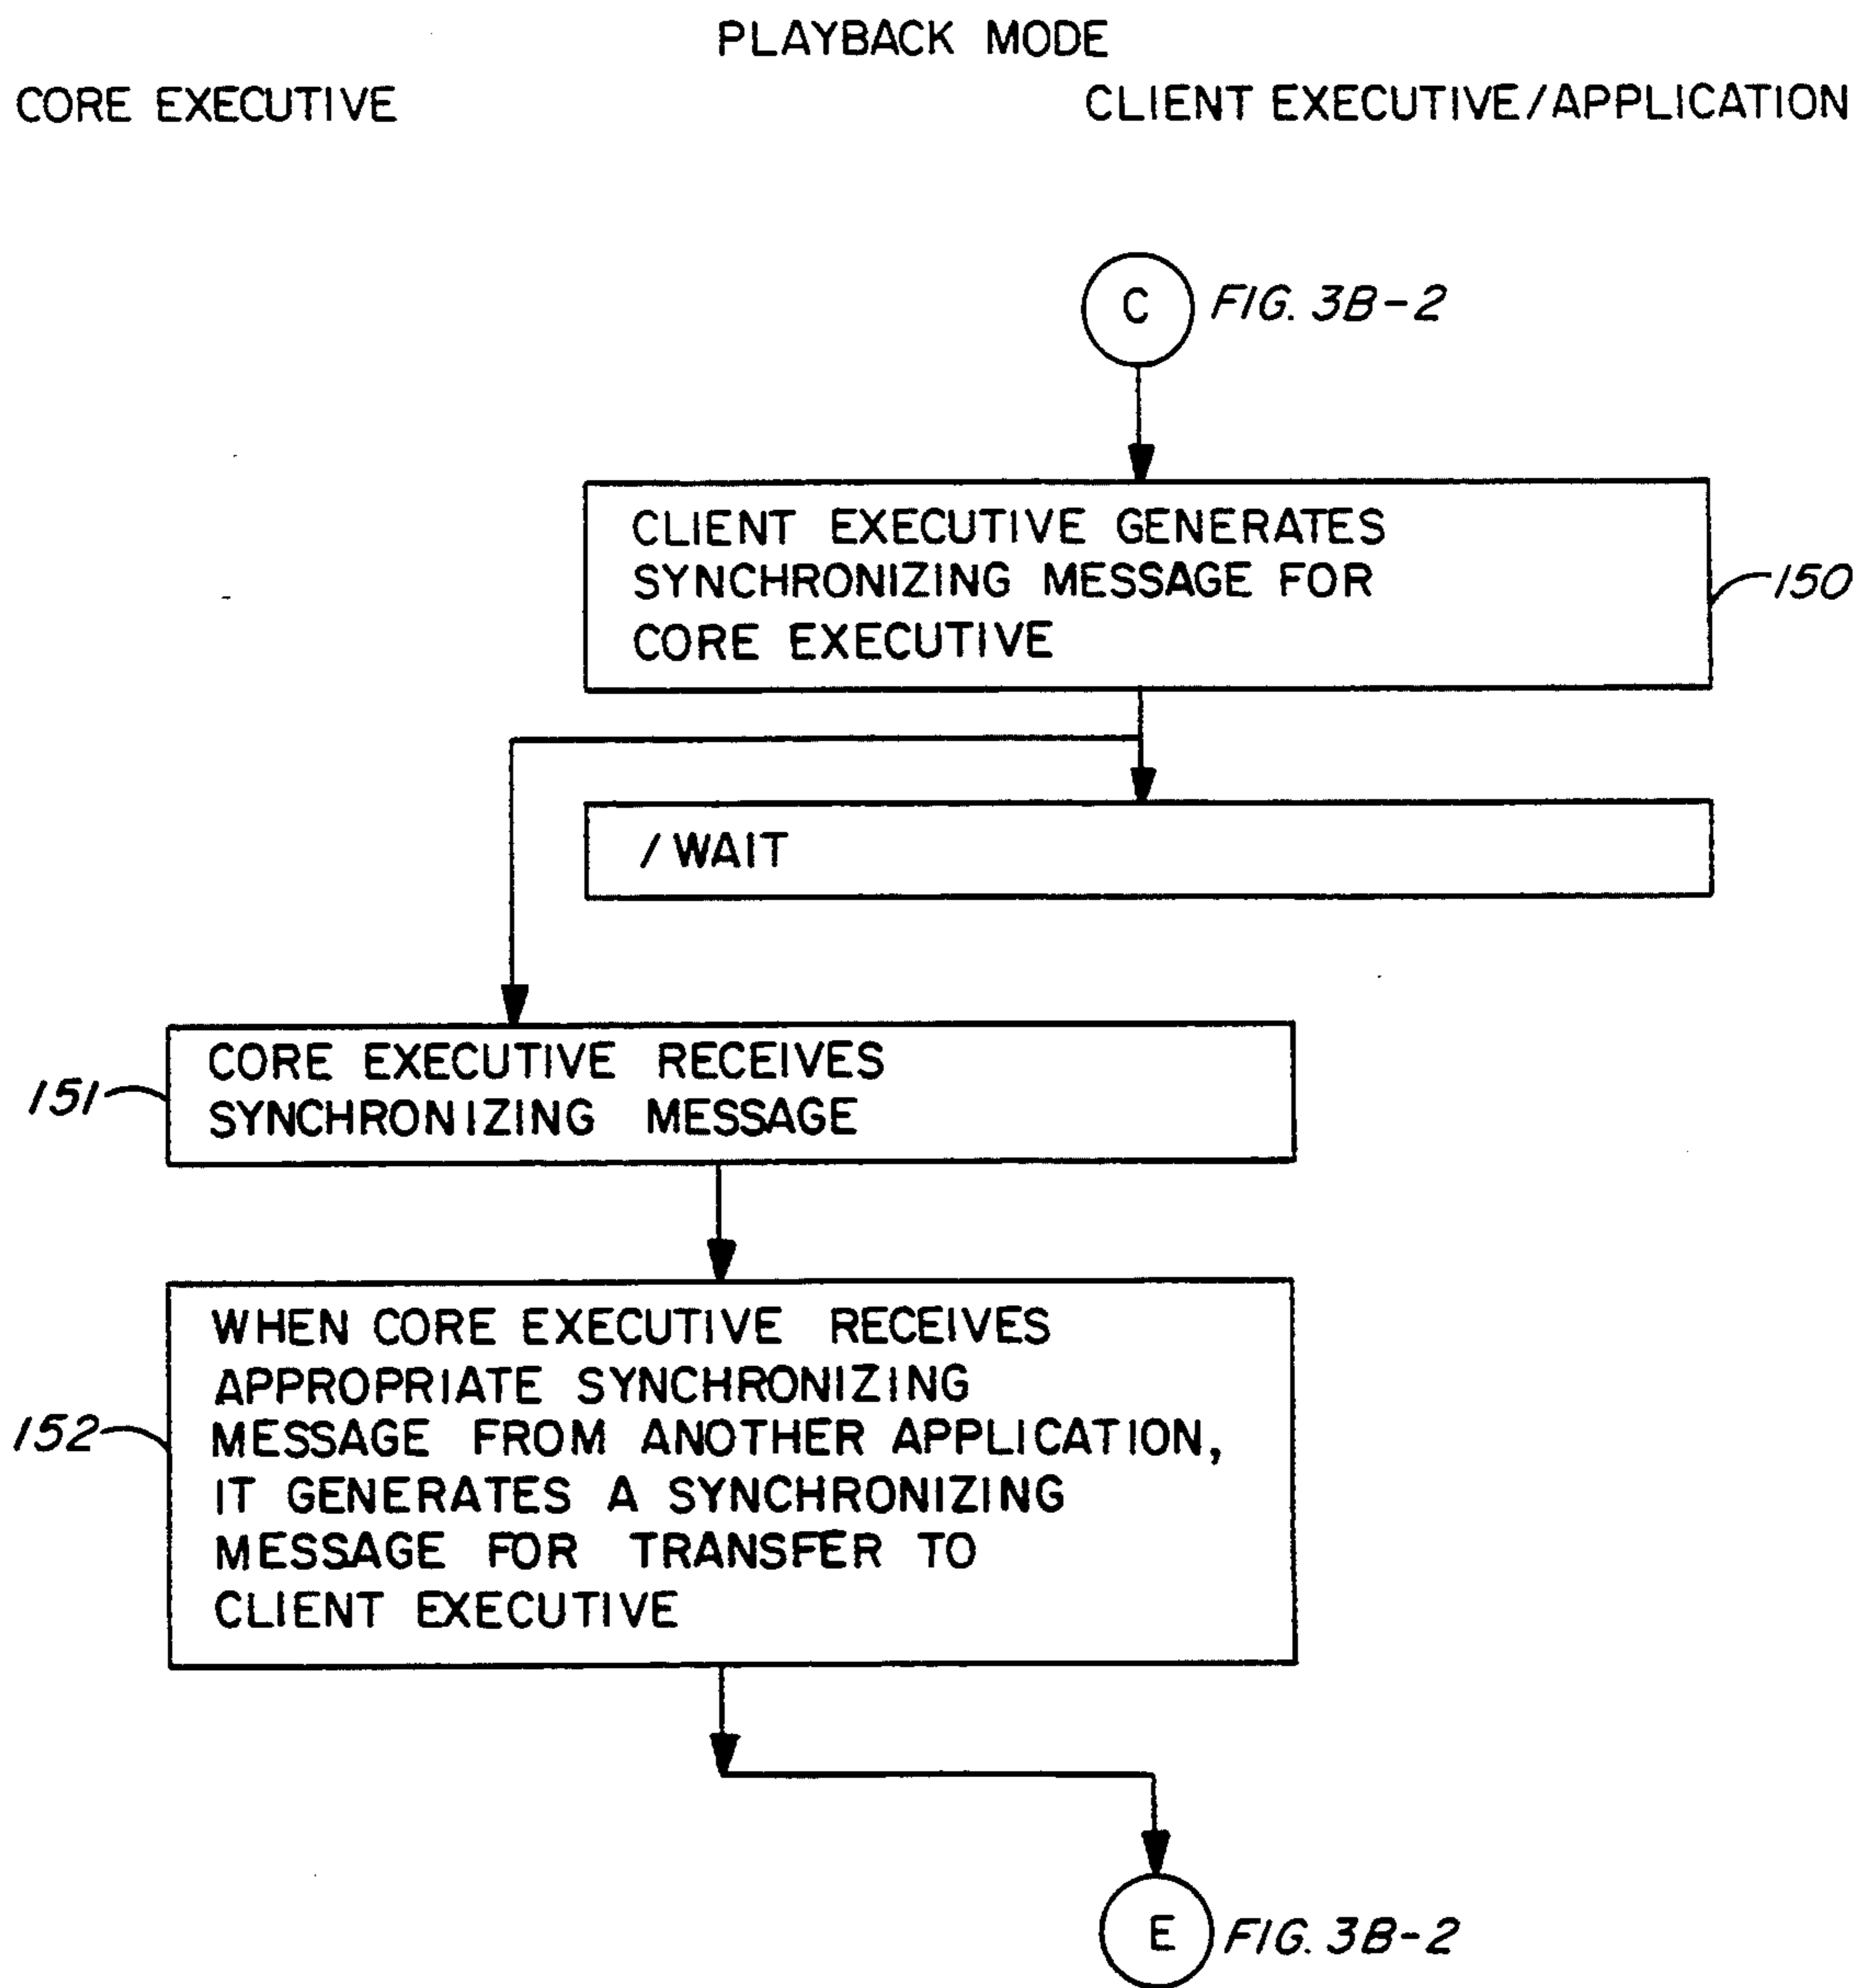 PLAYBACK MODE
CORE EXECUTIVE
CLIENT EXECUTIVE/APPLICATION
C
FIG. 3B-2
CLIENT EXECUTIVE GENERATES
SYNCHRONIZING MESSAGE FOR
CORE EXECUTIVE
150
/ WAIT
151
CORE EXECUTIVE RECEIVES
SYNCHRONIZING MESSAGE
152
WHEN CORE EXECUTIVE RECEIVES
APPROPRIATE SYNCHRONIZING
MESSAGE FROM ANOTHER APPLICATION,
IT GENERATES A SYNCHRONIZING
MESSAGE FOR TRANSFER TO
CLIENT EXECUTIVE
E
FIG. 3B-2